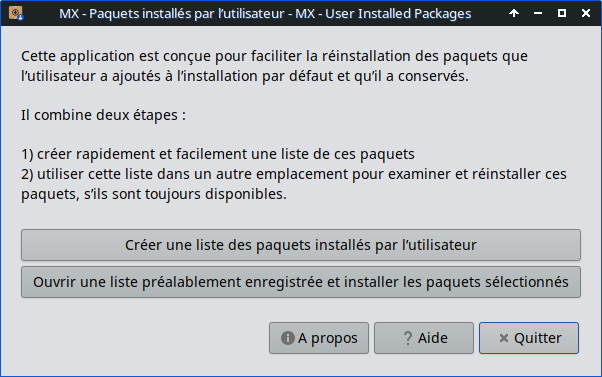 MX - Paquets installés par l’utilisateur - MX - User Installed Packages
Cette application est conçue pour faciliter la réinstallation des paquets que
l’utilisateur a ajoutés à l’installation par défaut et qu’il a conservés.
Il combine deux étapes :
1) créer rapidement et facilement une liste de ces paquets
2) utiliser cette liste dans un autre emplacement pour examiner et réinstaller ces
paquets, s’ils sont toujours disponibles.
Créer une liste des paquets installés par l’utilisateur
Ouvrir une liste préalablement enregistrée et installer les paquets sélectionnés
A propos
? Aide
Quitter